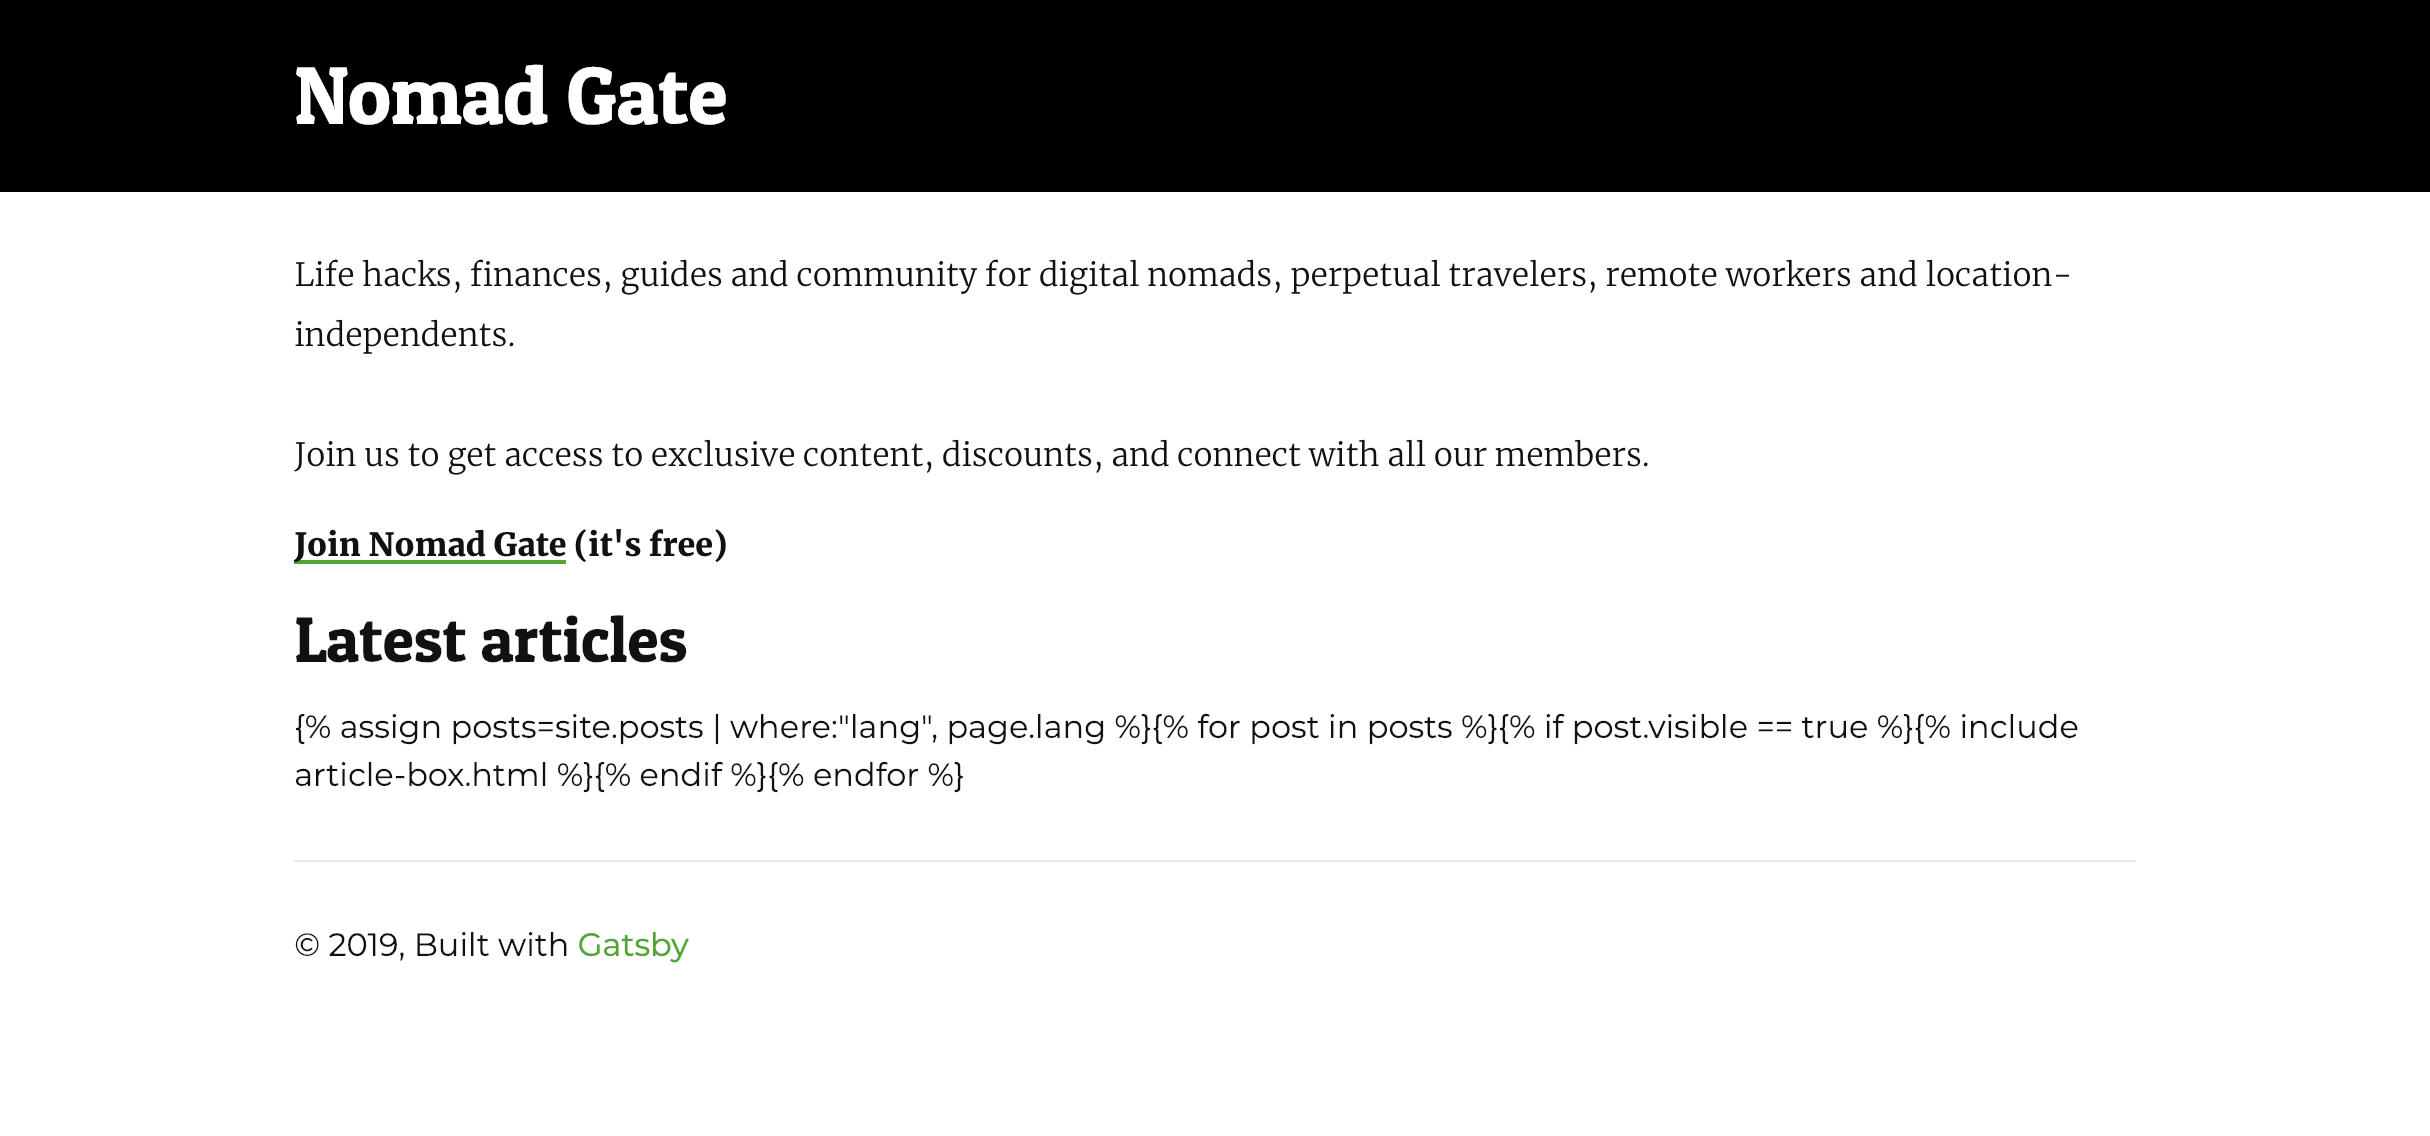 Nomad Gate
Life hacks, finances, guides and community for digital nomads, perpetual travelers, remote workers and location-
independents.
Join us to get access to exclusive content, discounts, and connect with all our members.
Join Nomad Gate (it's free)
Latest articles
{% assign posts=site.posts | where:"lang", page.lang %}{% for post in posts %}{% if post.visible == true %}{% include
article-box.html %}{% endif %}{% endfor %}
© 2019, Built with Gatsby